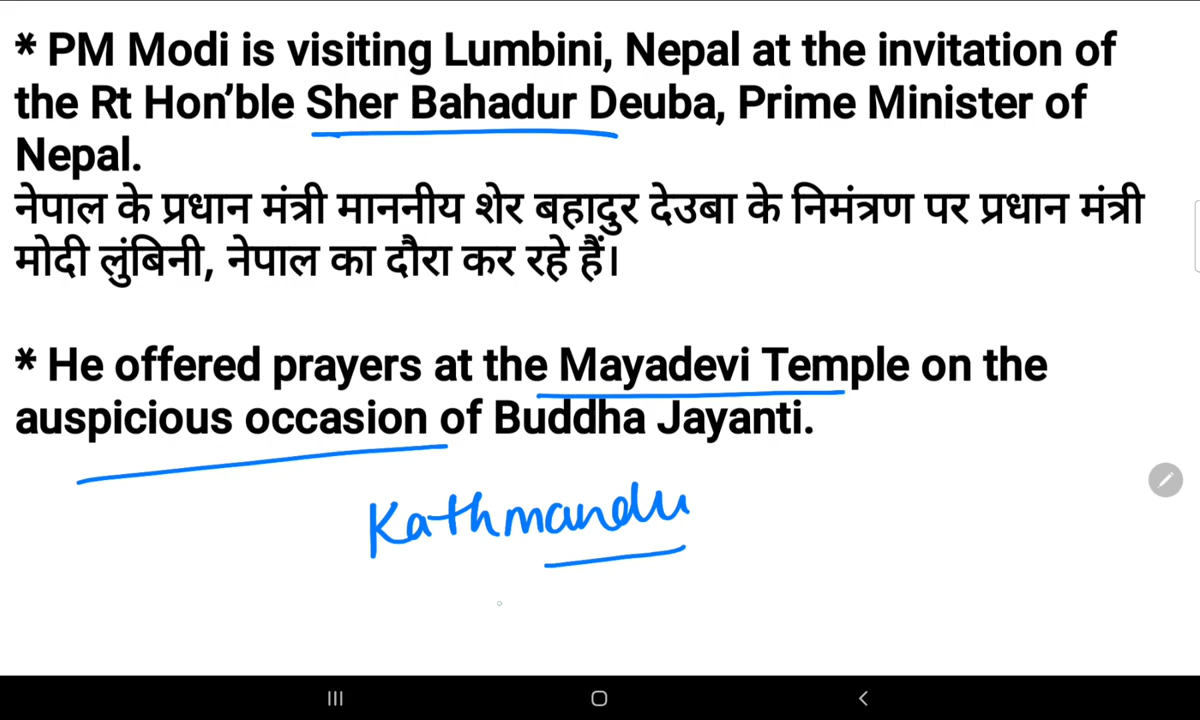 * PM Modi is visiting Lumbini, Nepal at the invitation of
the Rt Hon’ble Sher Bahadur Deuba, Prime Minister of
Nepal.
नेपाल के प्रधान मंत्री माननीय शेर बहादुर देउबा के निमंत्रण पर प्रधान मंत्री
मोदी लुंबिनी, नेपाल का दौरा कर रहे हैं।
* He offered prayers at the Mayadevi Temple on the
auspicious occasion of Buddha Jayanti.
Kathmandu